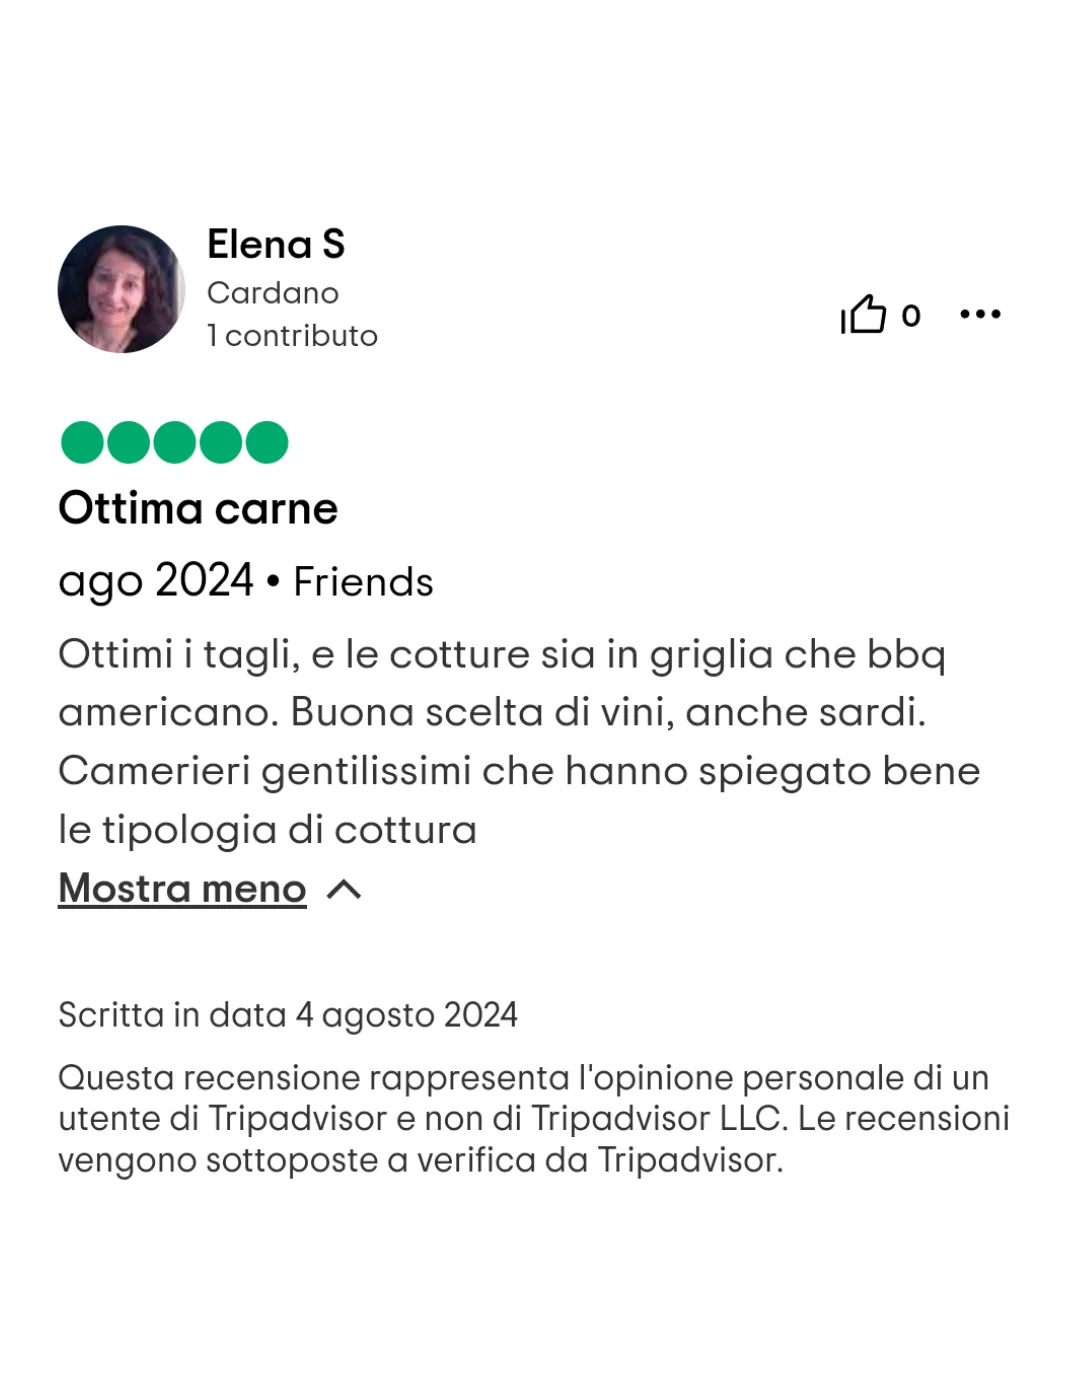 Elena S
Cardano
1 contributo
0
Ottima carne
ago 2024 • Friends
Ottimi i tagli, e le cotture sia in griglia che bbq
americano. Buona scelta di vini, anche sardi.
Camerieri gentilissimi che hanno spiegato bene
le tipologia di cottura
Mostra meno
Scritta in data 4 agosto 2024
Questa recensione rappresenta l'opinione personale di un
utente di Tripadvisor e non di Tripadvisor LLC. Le recensioni
vengono sottoposte a verifica da Tripadvisor.